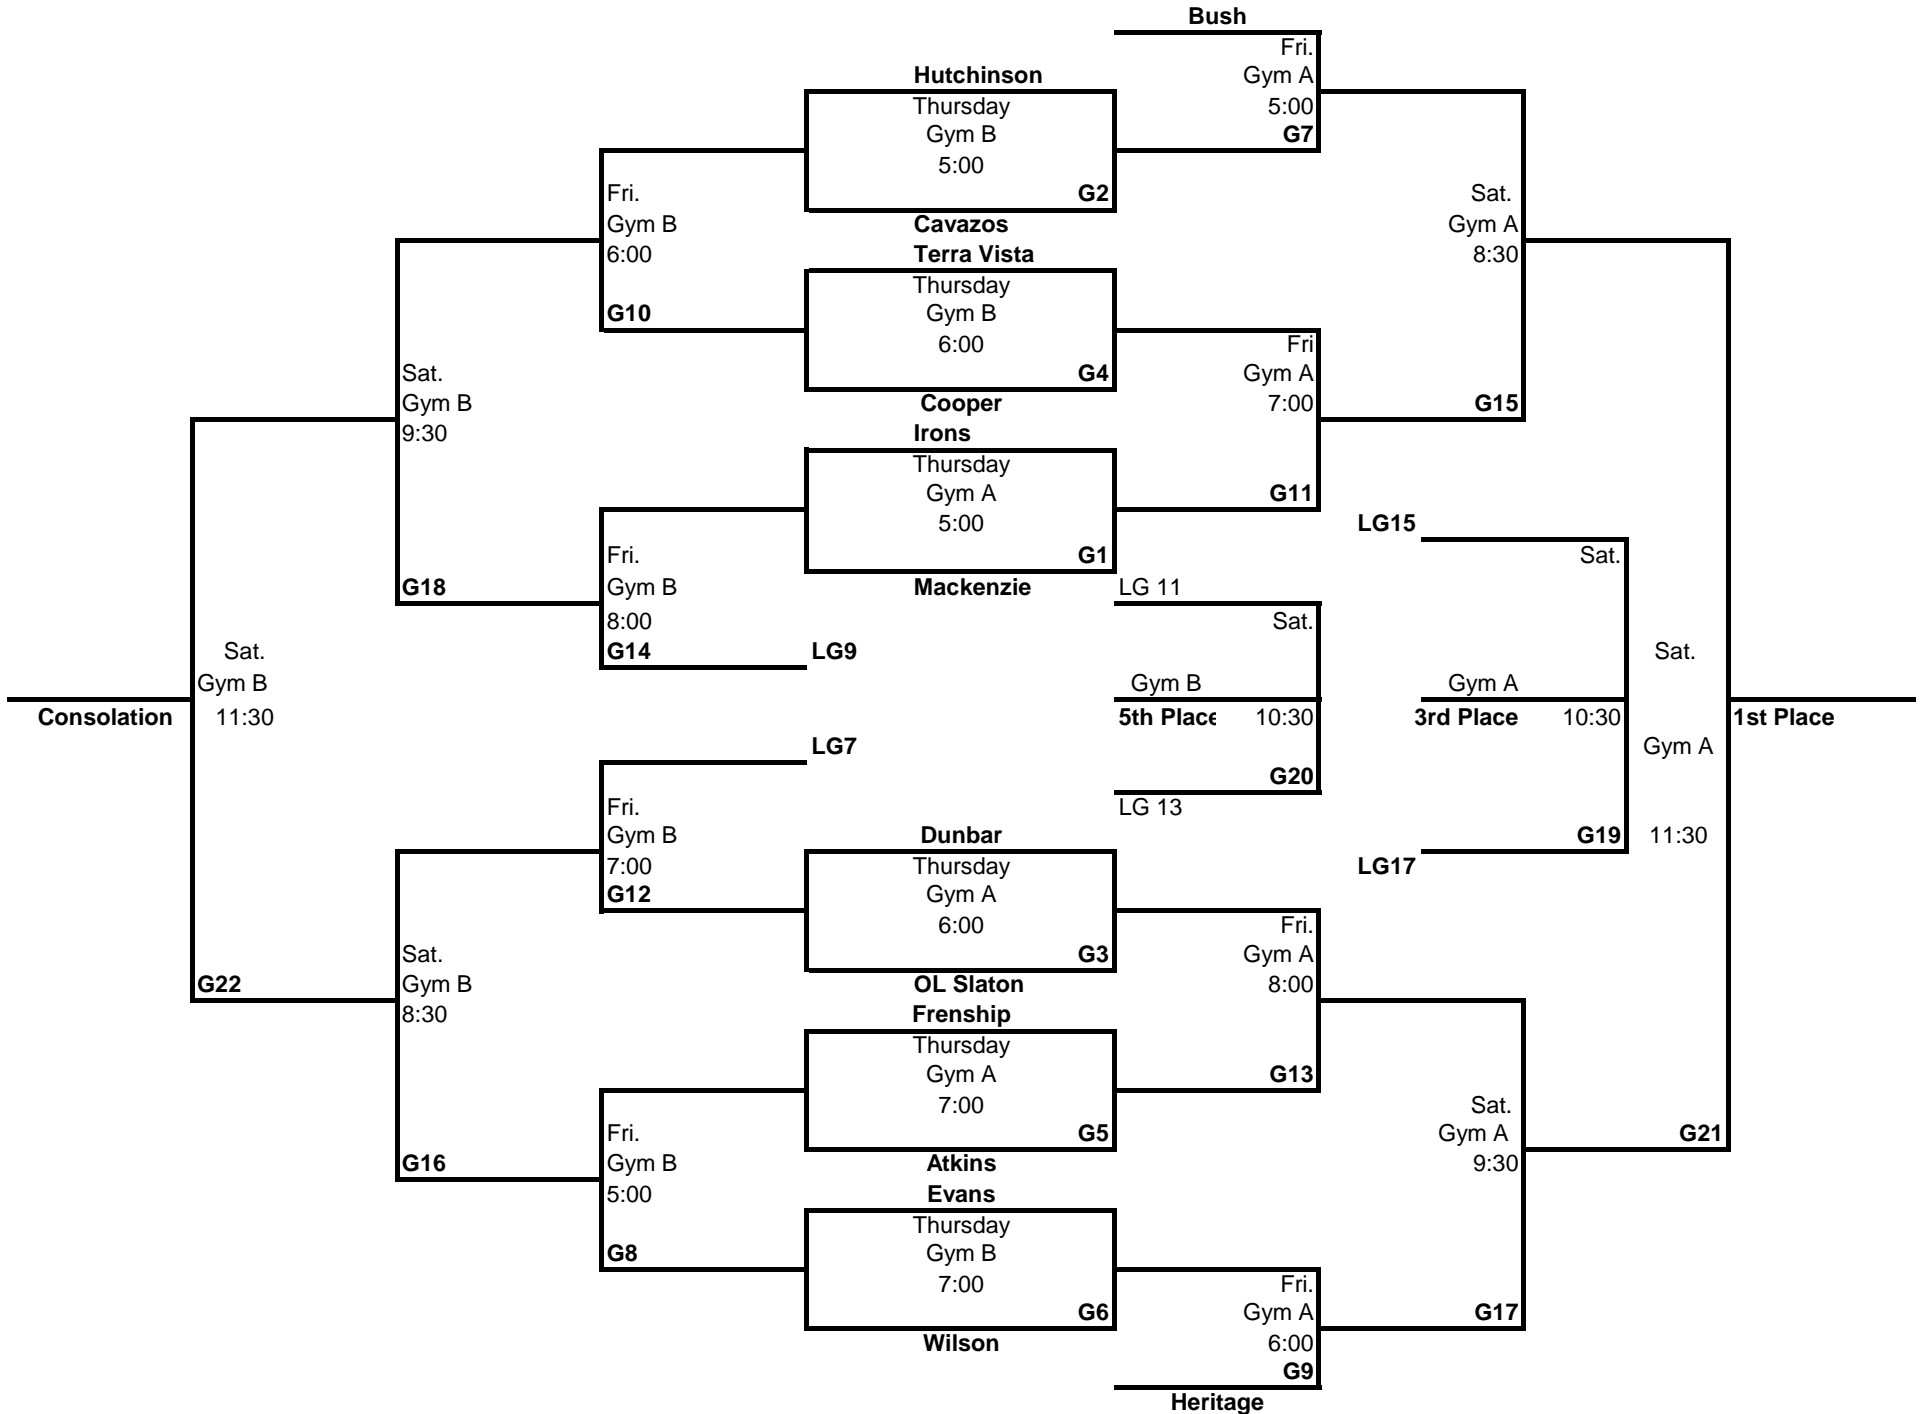 Bush
Fri.
Gym A
5:00
G7
Hutchinson
Thursday
Gym B
5:00
G2
Cavazos
Fri.
Gym B
6:00
G10
Sat.
Gym A
8:30
G15
Terra Vista
Thursday
Gym B
6:00
G4
Cooper
Fri
Gym A
7:00
G11
Sat.
Gym B
9:30
G18
Irons
Thursday
Gym A
5:00
G1
Mackenzie
Fri.
Gym B
8:00
G14
LG9
LG 11
Sat.
Gym B
5th Place 10:30
G20
LG 13
LG15
Sat.
Gym A
3rd Place 10:30
G19
LG17
Sat.
Gym A
11:30
G21
1st Place
Sat.
Gym B
Consolation 11:30
G22
LG7
Fri.
Gym B
7:00
G12
Dunbar
Thursday
Gym A
6:00
G3
OL Slaton
Fri.
Gym A
8:00
G13
Sat.
Gym B
8:30
G16
Frenship
Thursday
Gym A
7:00
G5
Atkins
Fri.
Gym B
5:00
G8
Sat.
Gym A
9:30
G17
Evans
Thursday
Gym B
7:00
G6
Wilson
Fri.
Gym A
6:00
G9
Heritage